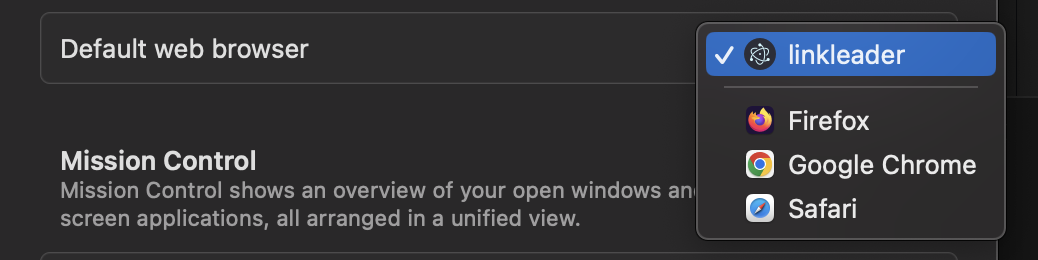 Default web browser
linkleader
Firefox
Google Chrome
Safari
Mission Control
Mission Control shows an overview of your open windows an
screen applications, all arranged in a unified view.